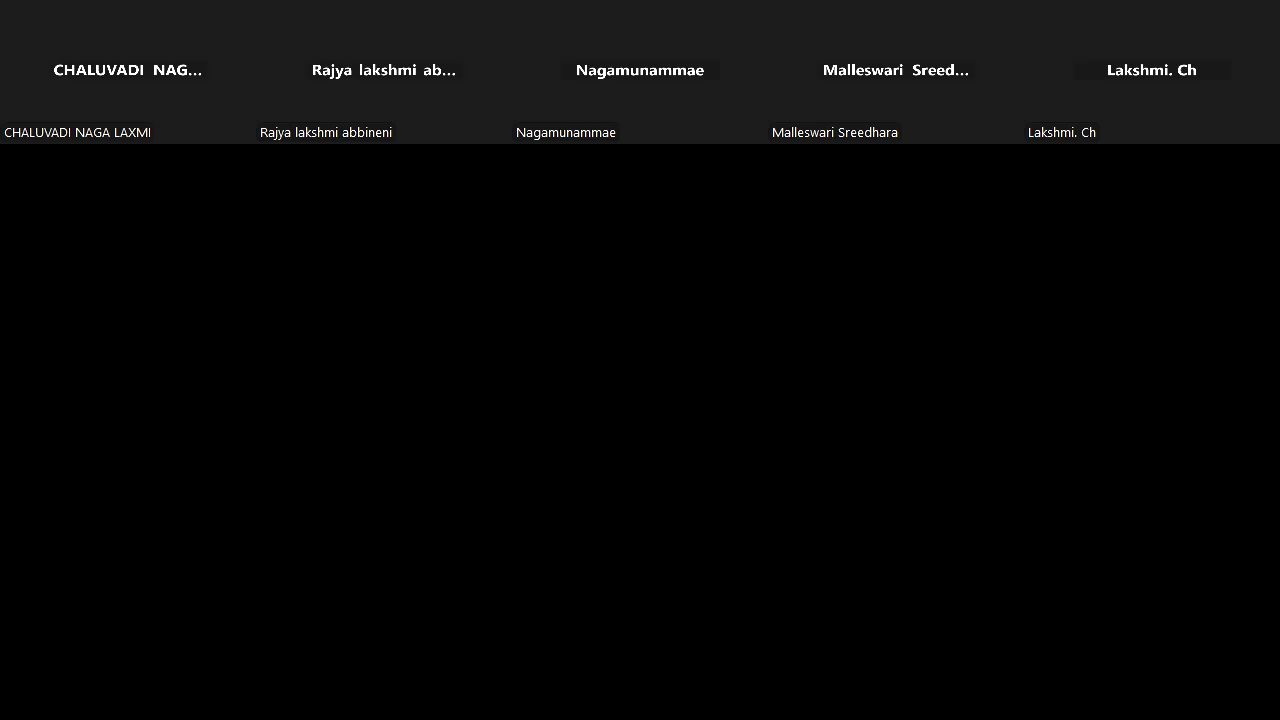 CHALUVADI NAG...
Rajya lakshmi ab...
Nagamunammae
Malleswari Sreed...
Lakshmi. Ch
CHALUVADI NAGA LAXMI
Rajya lakshmi abbineni
Nagamunammae
Malleswari Sreedhara
Lakshmi. Ch